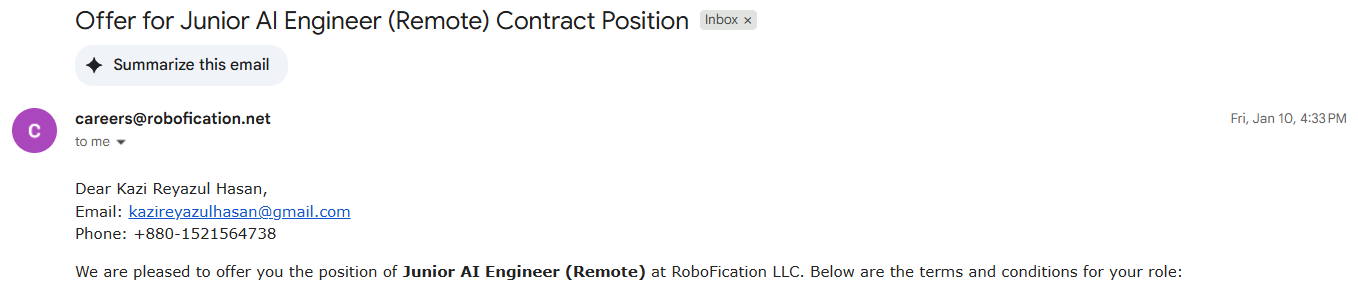 Offer for Junior AI Engineer (Remote) Contract Position Inbox ×
Summarize this email
C
careers@robofication.net
Fri, Jan 10, 4:33 PM
to me
Dear Kazi Reyazul Hasan,
Email: kazireyazulhasan@gmail.com
Phone: +880-1521564738
We are pleased to offer you the position of Junior AI Engineer (Remote) at RoboFication LLC. Below are the terms and conditions for your role: